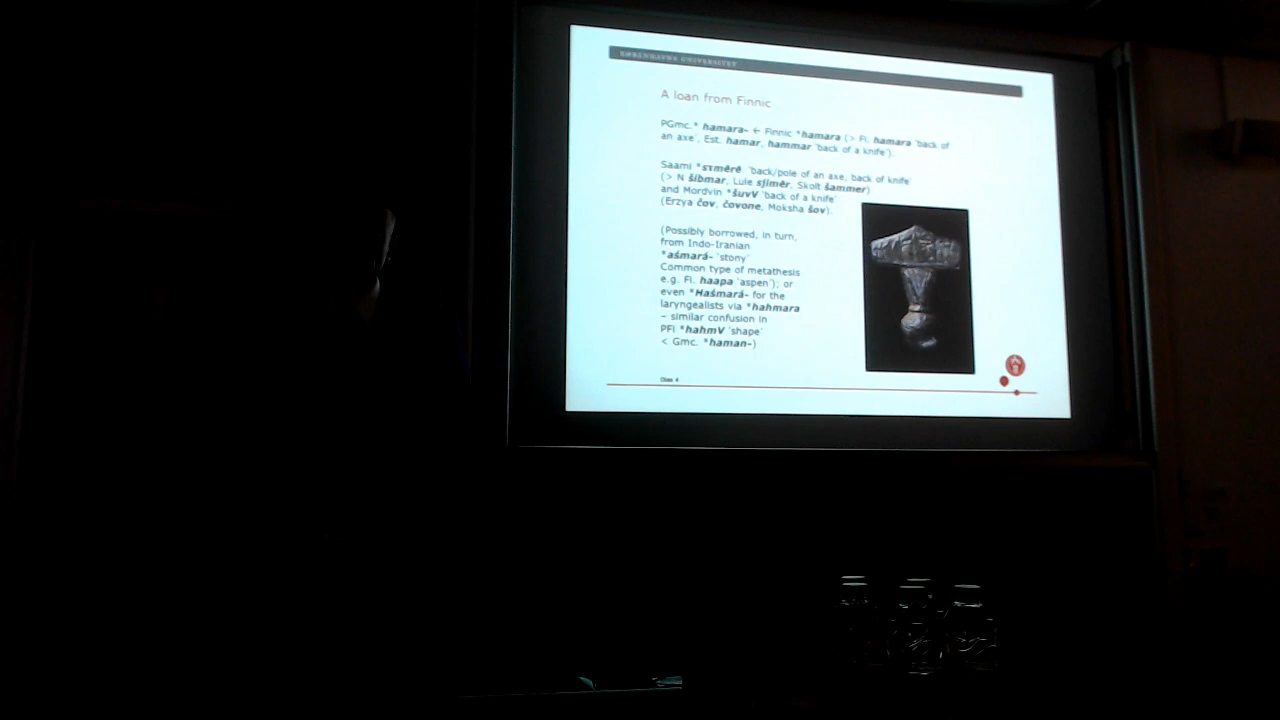 KØBENHAVNS UNIVERSITET
A loan from Finnic
PGmc.* hamara- ← Finnic *hamara (> Fi. hamara 'back of
an axe', Est. hamar, hammar 'back of a knife').
Saami *sɤmērē 'back/pole of an axe, back of knife'
(> N šibmar, Lule sjimēr, Skolt šammer)
and Mordvin *šuvV 'back of a knife'
(Erzya čov, čovone, Moksha šov).
(Possibly borrowed, in turn,
from Indo-Iranian
*aśmará- 'stony'
Common type of metathesis
e.g. Fi. haapa 'aspen'); or
even *Haśmará- for the
laryngealists via *hahmara
– similar confusion in
PFi *hahmV 'shape'
< Gmc. *haman-)
Dias 4